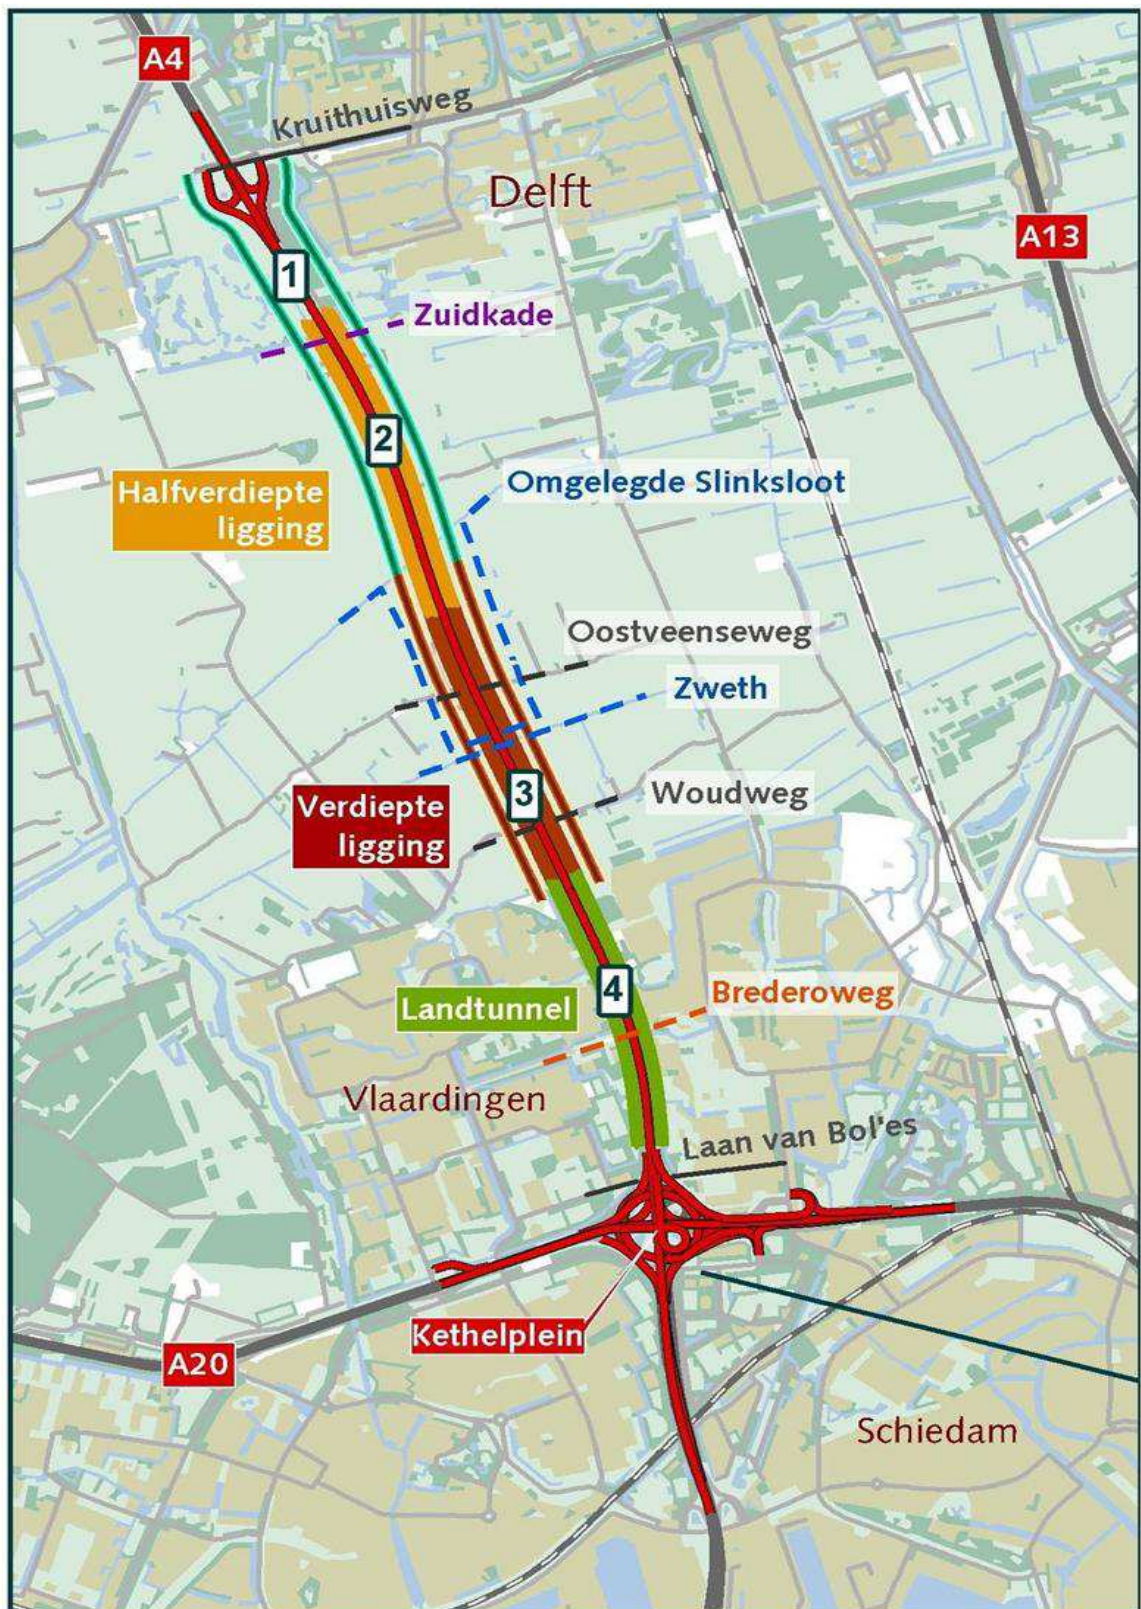 A4
Kruithuisweg
Delft
A13
1
Zuidkade
2
Halfverdiepte
ligging
Omgelegde Slinksloot
Oostveenseweg
Zweth
3
Verdiepte
ligging
Woudweg
4
Landtunnel
Brederoweg
Vlaardingen
Laan van Bol'es
Kethelplein
A20
Schiedam